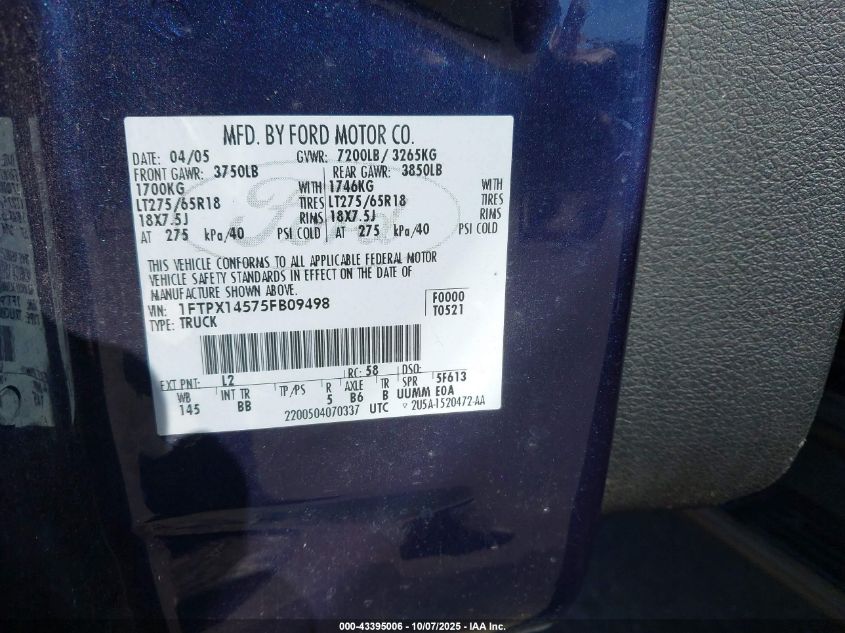 MFD. BY FORD MOTOR CO.
DATE: 04/05 GVWR: 7200LB/ 3265KG
FRONT GAWR: 3750LB REAR GAWR: 3850LB
1700KG WITH 1746KG WITH
LT275/65R18 TIRES LT275/65R18 TIRES
18X7.5J RIMS 18X7.5J RIMS
AT 275 kPa/40 PSI COLD AT 275 kPa/40 PSI COLD
Ford
THIS VEHICLE CONFORMS TO ALL APPLICABLE FEDERAL MOTOR
VEHICLE SAFETY STANDARDS IN EFFECT ON THE DATE OF
MANUFACTURE SHOWN ABOVE.
VIN: 1FTPX14575FB09498 F0000
TYPE: TRUCK T0521
EXT PNT: L2 RC: 58 DSO:
WB INT TR TP/PS R AXLE TR SPR 5F613
145 BB 5 B6 B UUMM E0A
2200504070337 UTC 2U5A-1520472-AA
000-43395006 - 10/07/2025 - IAA Inc.